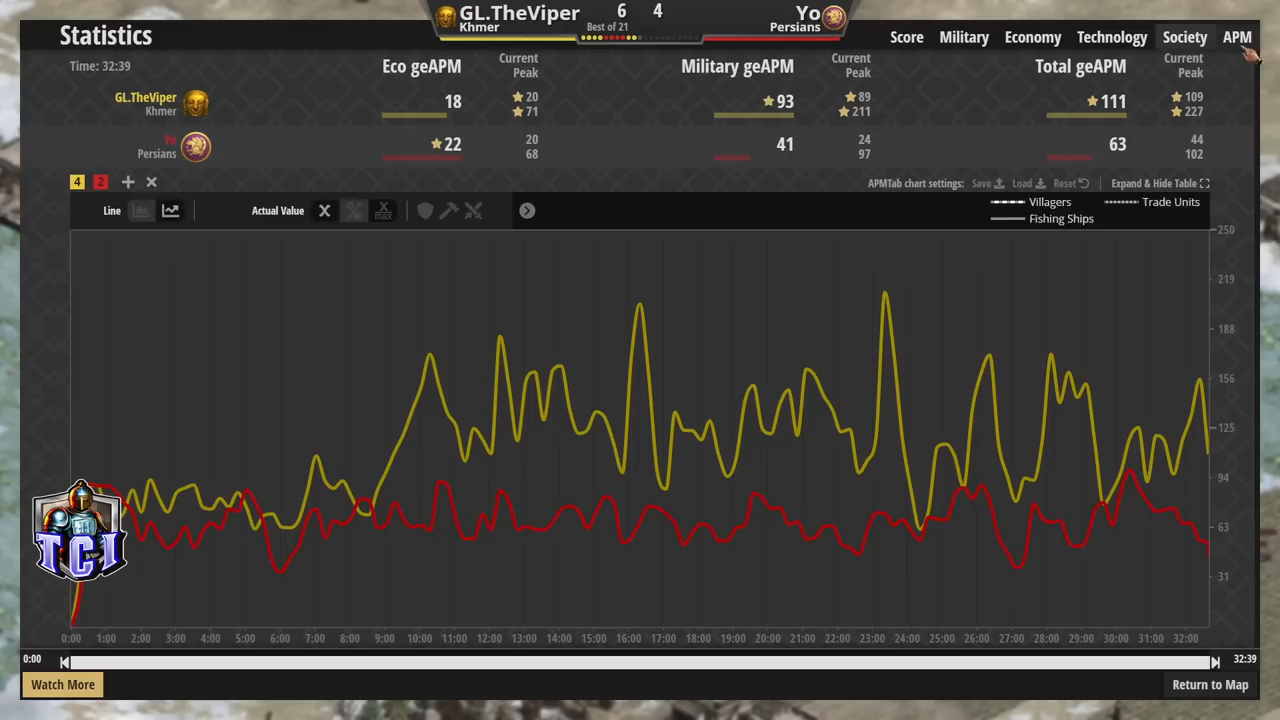 GL.TheViper 6 4 Yo
Khmer Best of 21 Persians
Statistics
Score Military Economy Technology Society APM
Time: 32:39 Eco geAPM Current Peak Military geAPM Current Peak Total geAPM Current Peak
GL.TheViper 18 20 93 89 111 109
Khmer 71 211 227
Yo 22 20 41 24 63 44
Persians 68 97 102
4 2 APMTab chart settings: Save Load Reset Expand & Hide Table
Line Actual Value X X max Villagers Trade Units
Fishing Ships
250
219
188
156
125
94
63
31
TCI
0:00 1:00 2:00 3:00 4:00 5:00 6:00 7:00 8:00 9:00 10:00 11:00 12:00 13:00 14:00 15:00 16:00 17:00 18:00 19:00 20:00 21:00 22:00 23:00 24:00 25:00 26:00 27:00 28:00 29:00 30:00 31:00 32:00
0:00 32:39
Watch More Return to Map